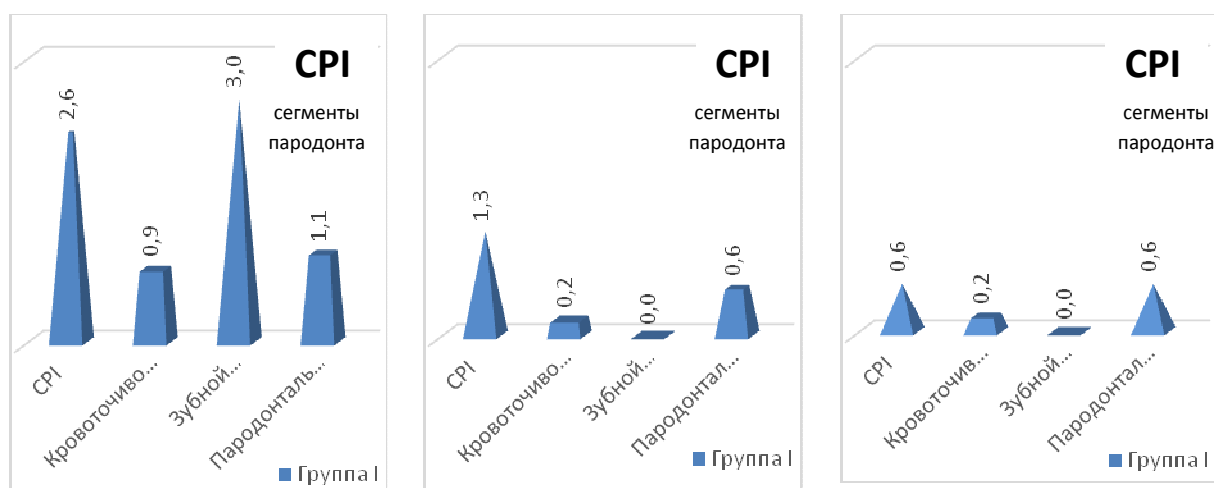 CPI
сегменты
пародонта
2,6
0,9
3,0
1,1
CPI
Кровоточиво...
Зубной...
Пародонталь...
Группа I
CPI
сегменты
пародонта
1,3
0,2
0,0
0,6
CPI
Кровоточиво...
Зубной...
Пародонтал...
Группа I
CPI
сегменты
пародонта
0,6
0,2
0,0
0,6
CPI
Кровоточив...
Зубной...
Пародонтал...
Группа I